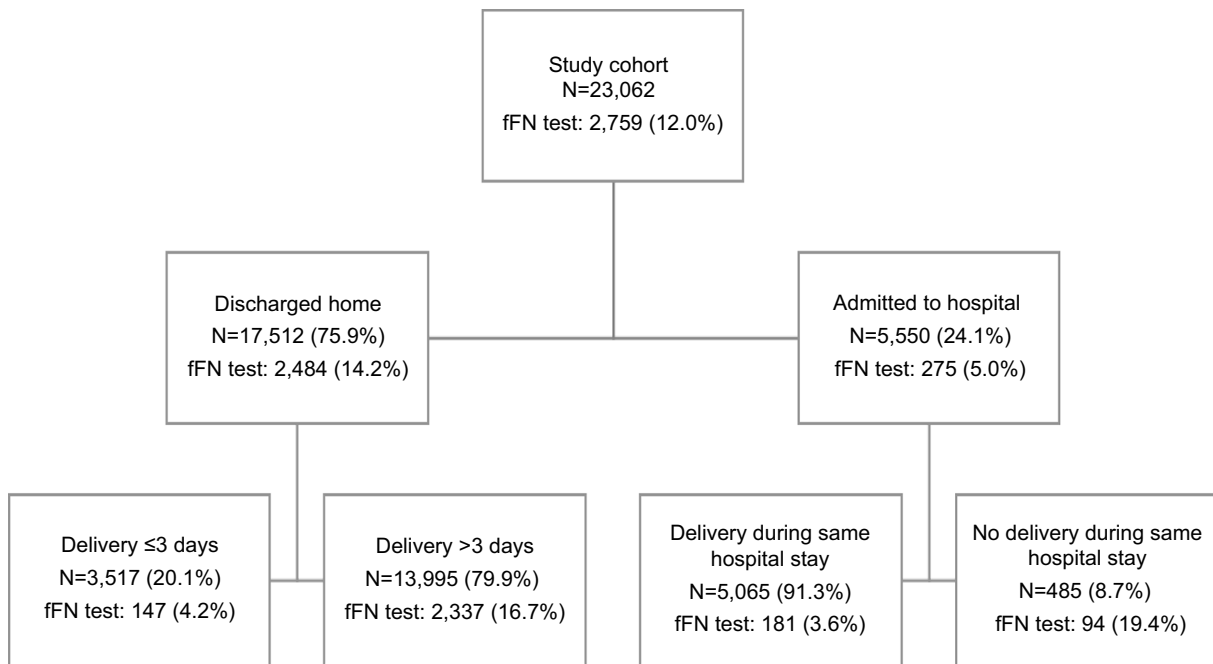 Study cohort
N=23,062
fFN test: 2,759 (12.0%)
Discharged home
N=17,512 (75.9%)
fFN test: 2,484 (14.2%)
Admitted to hospital
N=5,550 (24.1%)
fFN test: 275 (5.0%)
Delivery ≤3 days
N=3,517 (20.1%)
fFN test: 147 (4.2%)
Delivery >3 days
N=13,995 (79.9%)
fFN test: 2,337 (16.7%)
Delivery during same
hospital stay
N=5,065 (91.3%)
fFN test: 181 (3.6%)
No delivery during same
hospital stay
N=485 (8.7%)
fFN test: 94 (19.4%)